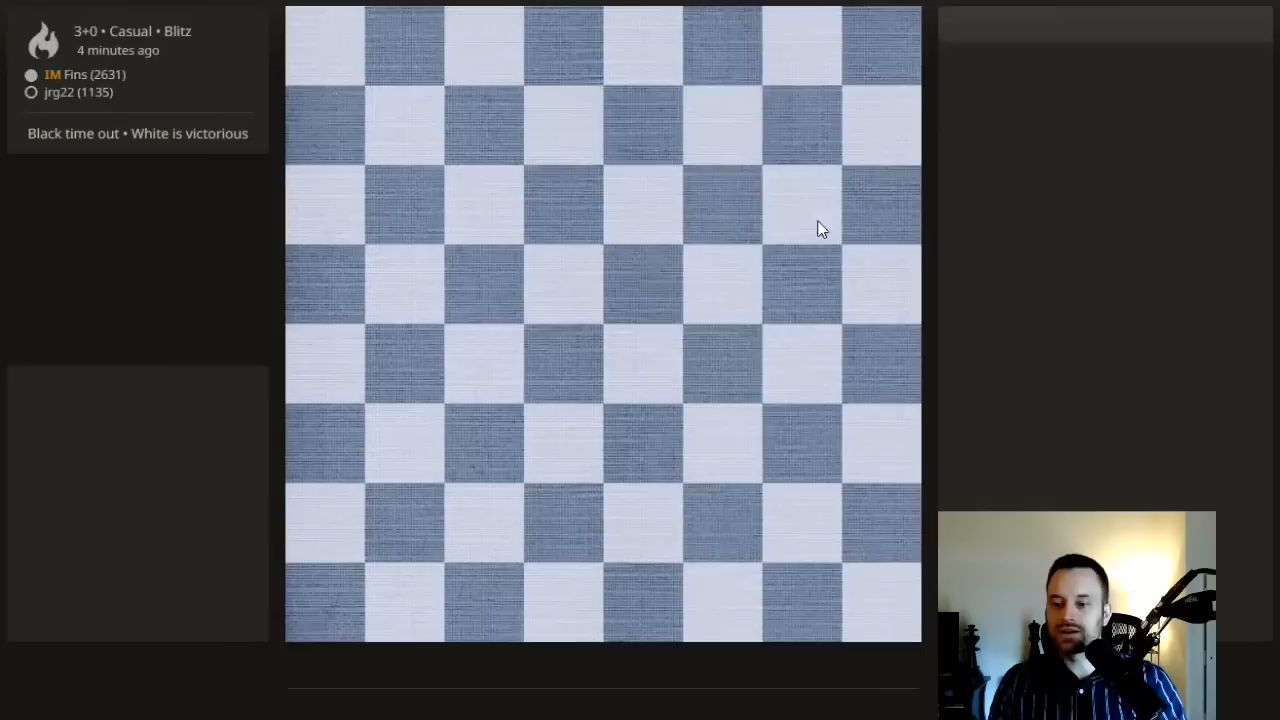 3+0 • Casual • Blitz
4 minutes ago
IM Fins (2631)
jrg22 (1135)
Black time out • White is victorious